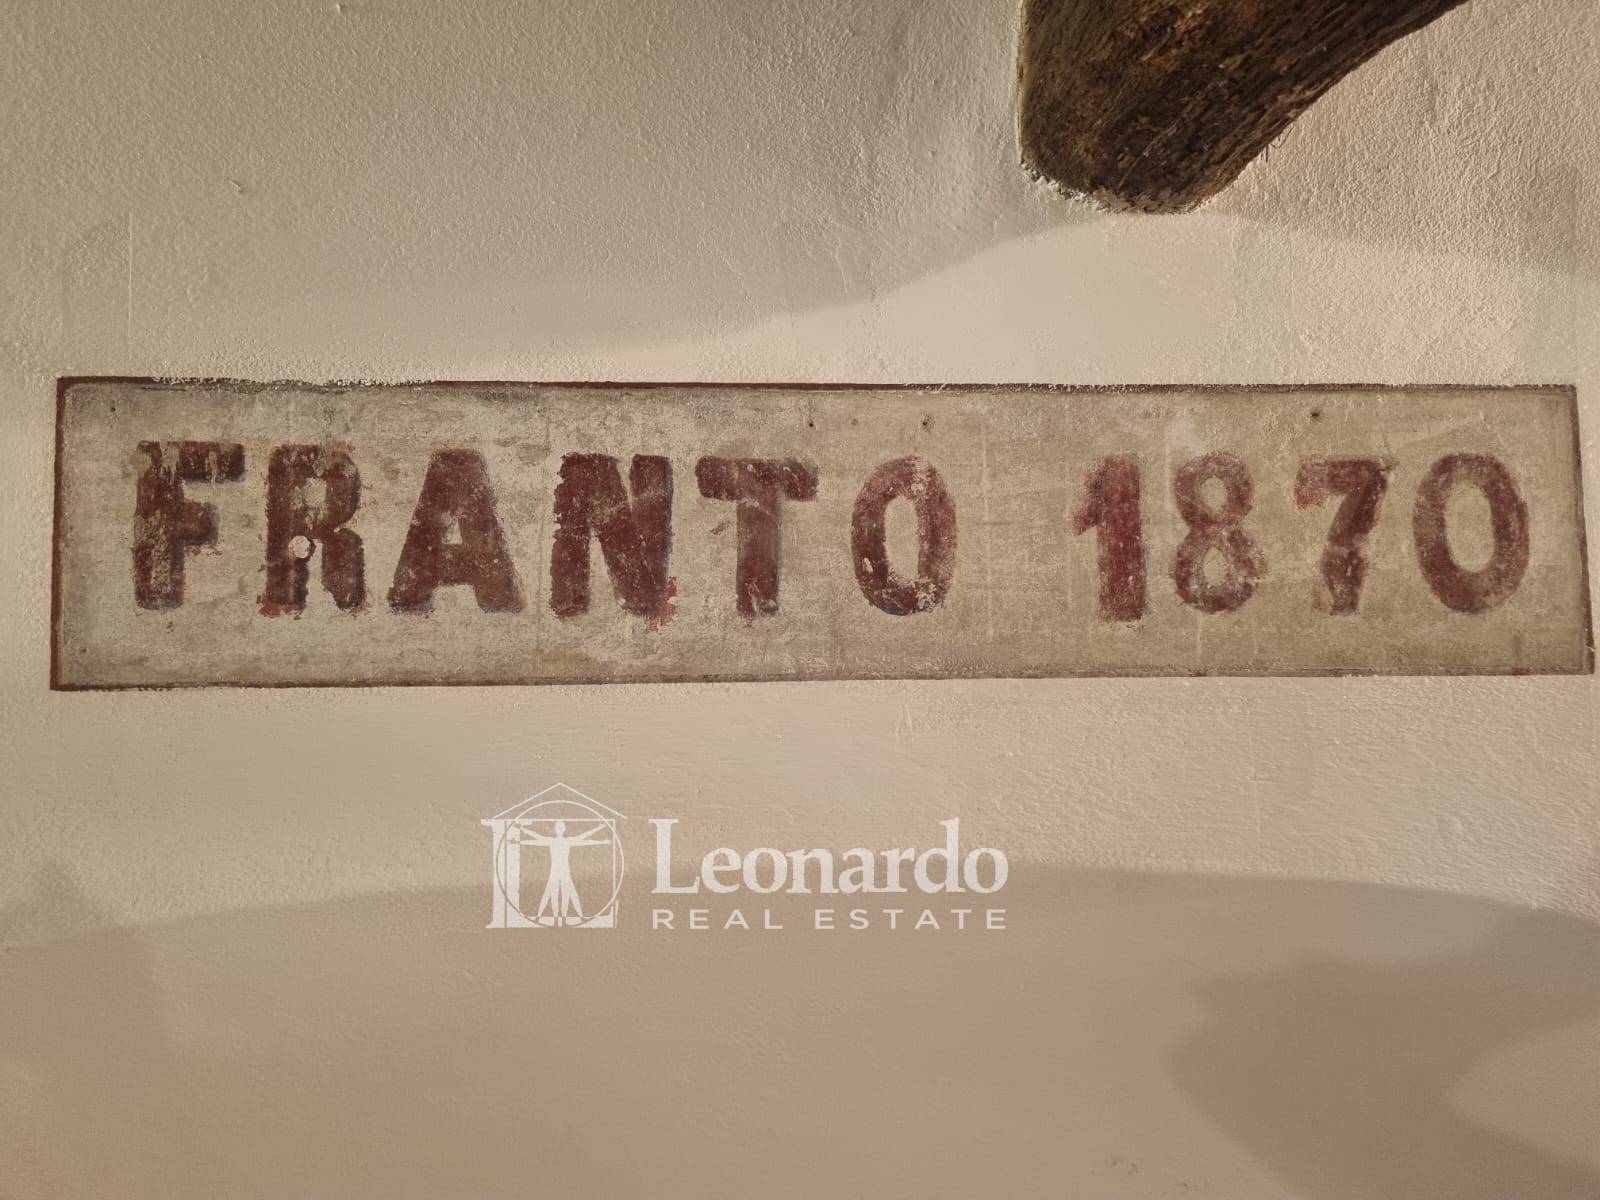 FRANTO 1870
Leonardo
REAL ESTATE